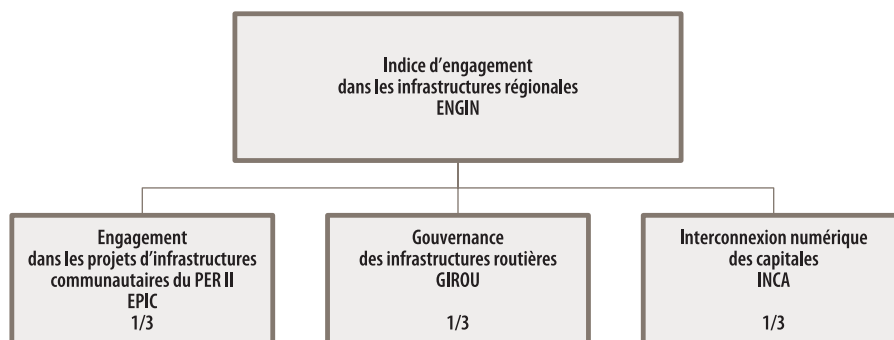 Indice d’engagement
dans les infrastructures régionales
ENGIN
Engagement
dans les projets d’infrastructures
communautaires du PER II
EPIC
1/3
Gouvernance
des infrastructures routières
GIROU
1/3
Interconnexion numérique
des capitales
INCA
1/3